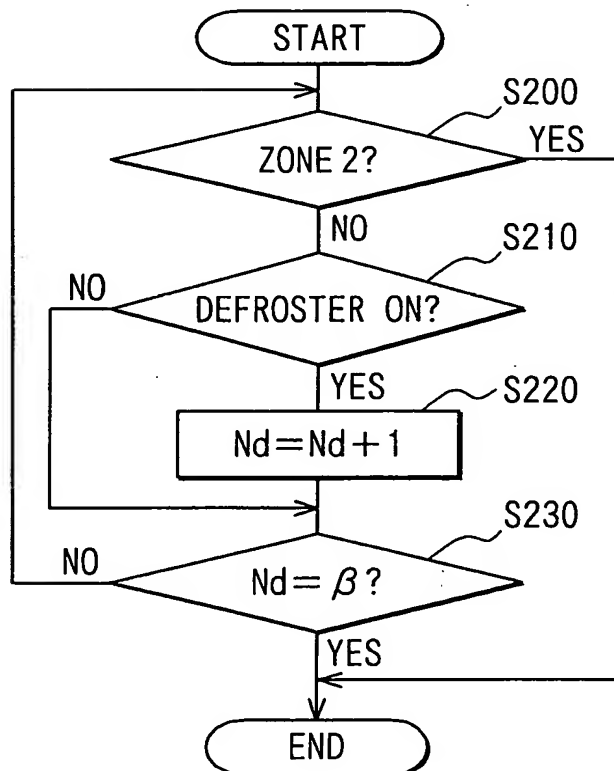 START
S200
ZONE 2?
YES
NO
S210
NO
DEFROSTER ON?
YES
S220
Nd=Nd+1
S230
NO
Nd=β?
YES
END